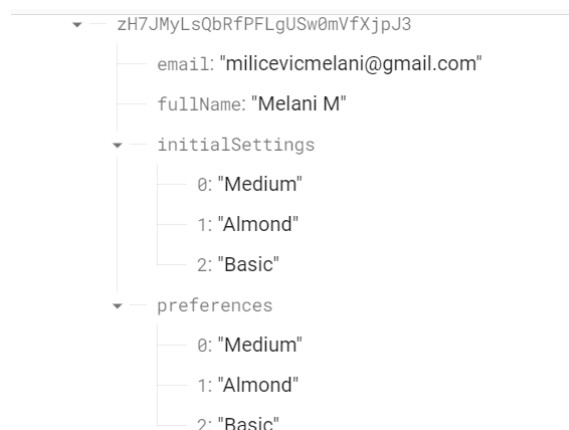 zH7JMyLsQbRfPFLgUSw0mVfXjpJ3
email: "milicevicmelani@gmail.com"
fullName: "Melani M"
initialSettings
0: "Medium"
1: "Almond"
2: "Basic"
preferences
0: "Medium"
1: "Almond"
2: "Basic"